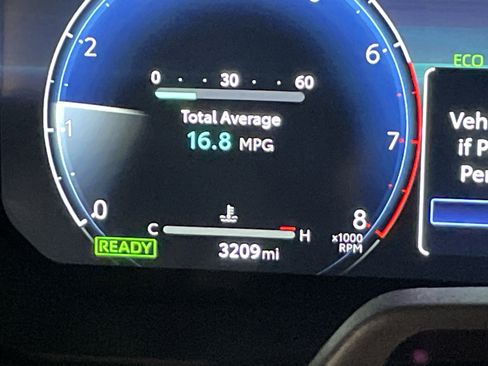 2
6
ECO
0 30 60
Total Average
16.8 MPG
1
7
Veh
if P
Per
0
8
C H
x1000
RPM
READY
3209mi